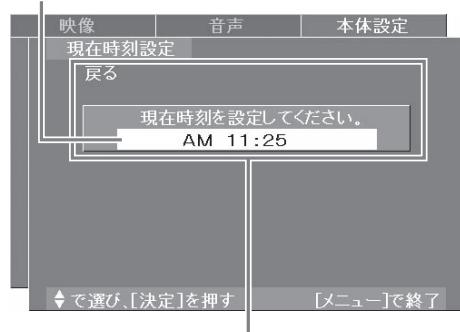 映像 音声 本体設定
現在時刻設定
戻る
現在時刻を設定してください。
AM 11:25
♦で選び、[決定]を押す [メニュー]で終了